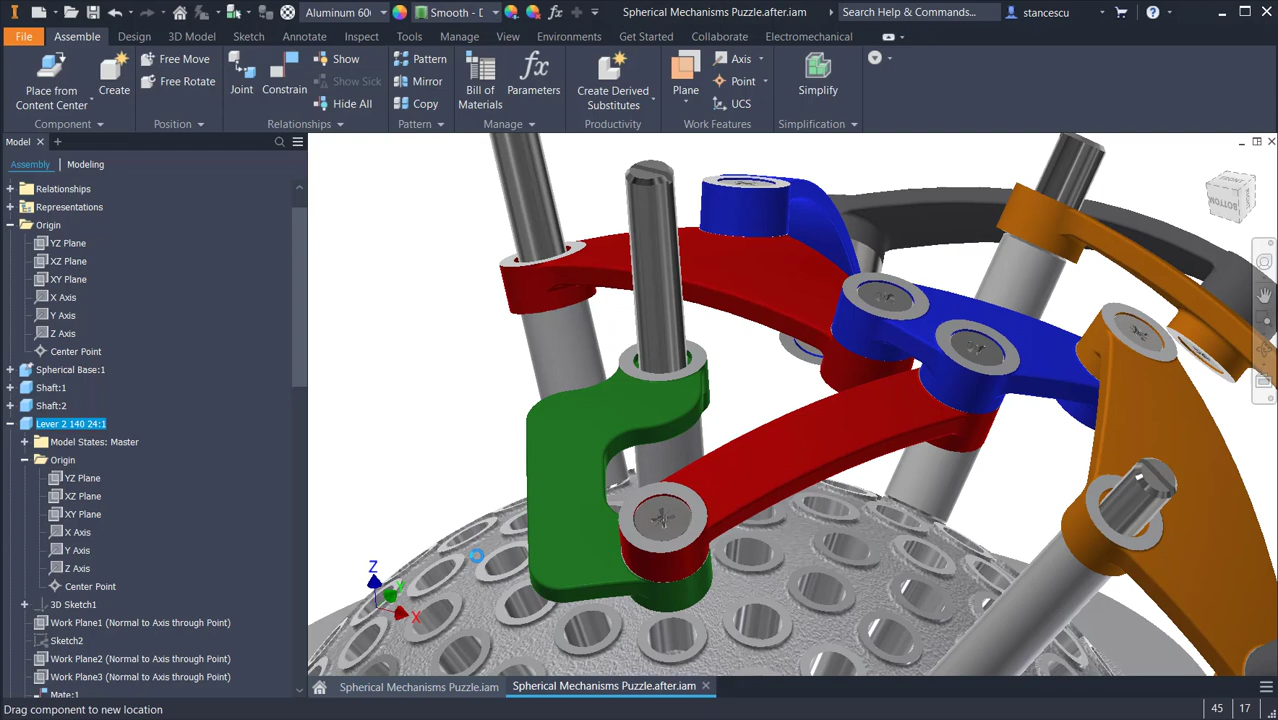 Aluminum 606
Smooth - D
Spherical Mechanisms Puzzle.after.iam
Search Help & Commands...
stancescu
File
Assemble
Design
3D Model
Sketch
Annotate
Inspect
Tools
Manage
View
Environments
Get Started
Collaborate
Electromechanical
Place from
Content Center
Create
Free Move
Free Rotate
Joint
Constrain
Show
Show Sick
Hide All
Pattern
Mirror
Copy
Bill of
Materials
fx
Parameters
Create Derived
Substitutes
Plane
Axis
Point
UCS
Simplify
Component
Position
Relationships
Pattern
Manage
Productivity
Work Features
Simplification
Model
Assembly
Modeling
Relationships
Representations
Origin
YZ Plane
XZ Plane
XY Plane
X Axis
Y Axis
Z Axis
Center Point
Spherical Base:1
Shaft:1
Shaft:2
Lever 2 140 24:1
Model States: Master
Origin
YZ Plane
XZ Plane
XY Plane
X Axis
Y Axis
Z Axis
Center Point
3D Sketch1
Work Plane1 (Normal to Axis through Point)
Sketch2
Work Plane2 (Normal to Axis through Point)
Work Plane3 (Normal to Axis through Point)
Mate:1
FRONT
BOTTOM
Z
Y
X
Spherical Mechanisms Puzzle.iam
Spherical Mechanisms Puzzle.after.iam
Drag component to new location
45
17